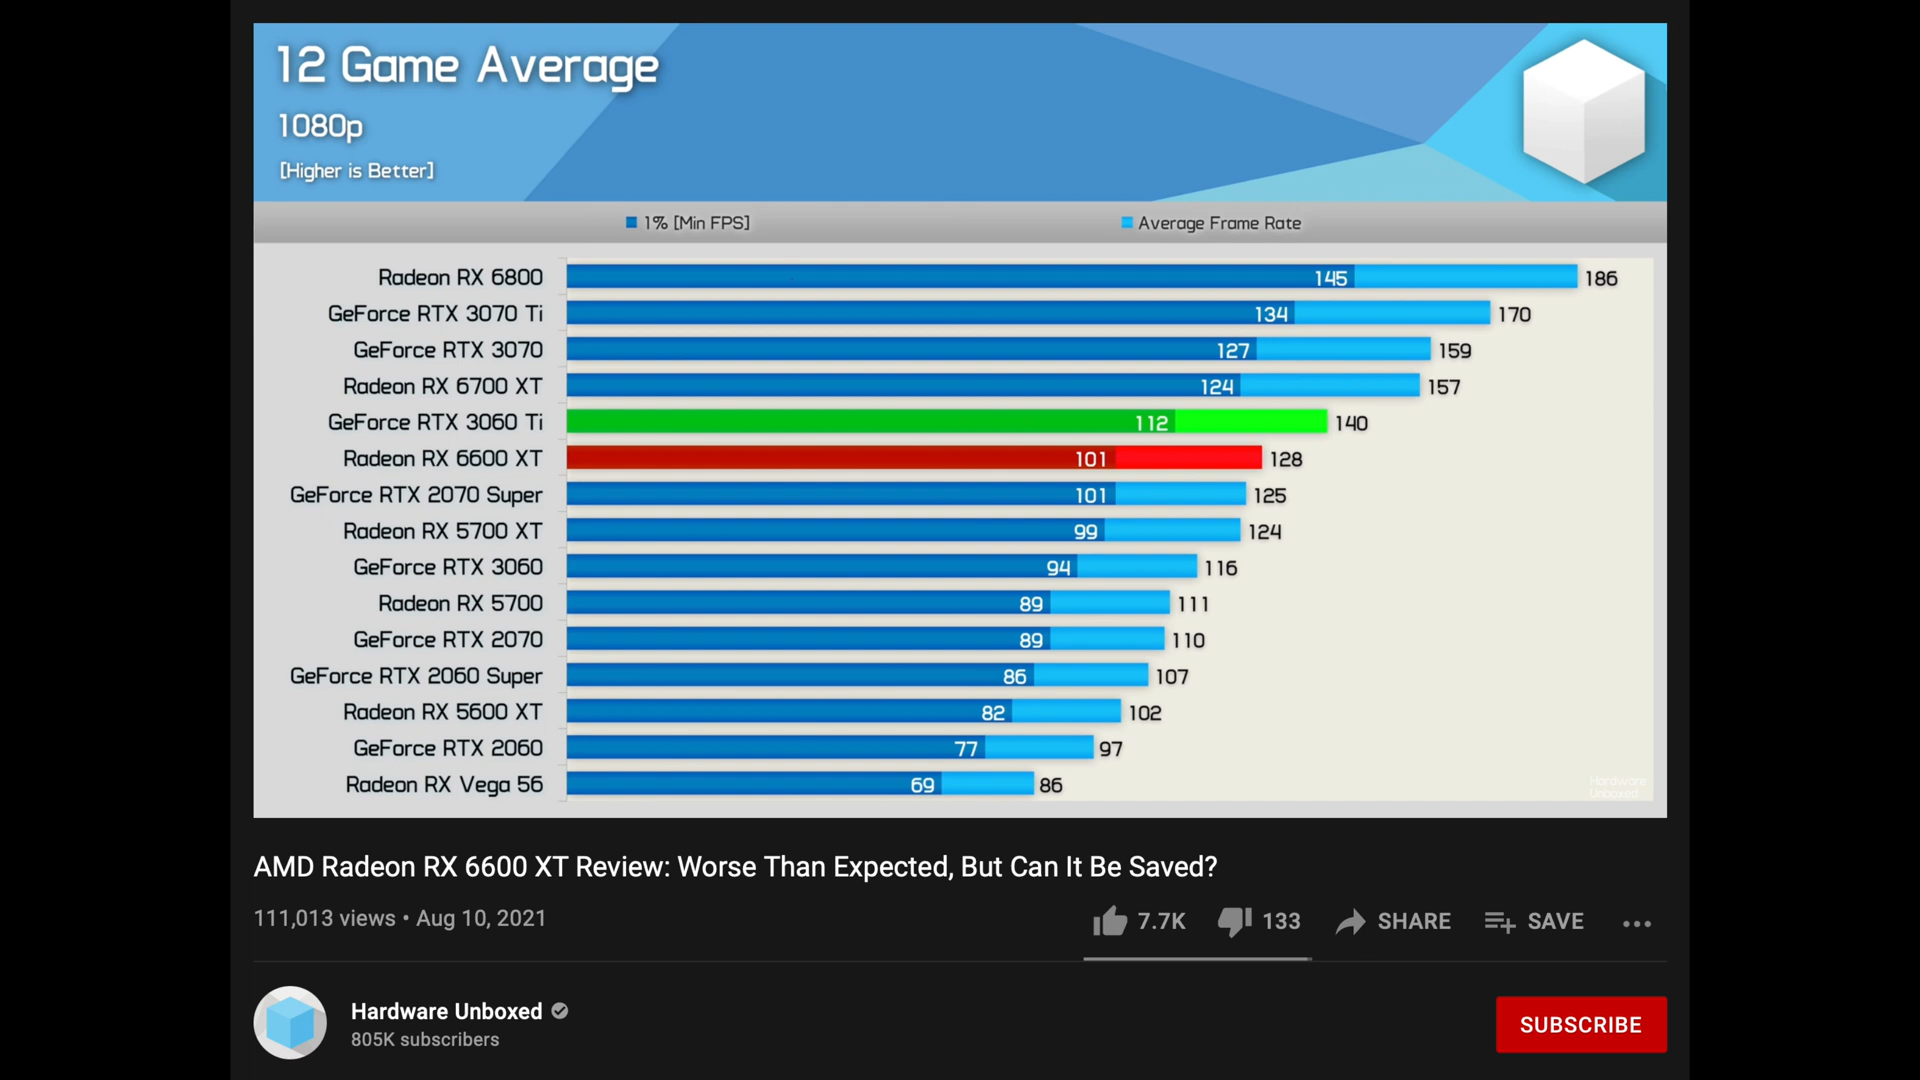 12 Game Average
1080p
[Higher is Better]
1% [Min FPS]
Average Frame Rate
Radeon RX 6800 145 186
GeForce RTX 3070 Ti 134 170
GeForce RTX 3070 127 159
Radeon RX 6700 XT 124 157
GeForce RTX 3060 Ti 112 140
Radeon RX 6600 XT 101 128
GeForce RTX 2070 Super 101 125
Radeon RX 5700 XT 99 124
GeForce RTX 3060 94 116
Radeon RX 5700 89 111
GeForce RTX 2070 89 110
GeForce RTX 2060 Super 86 107
Radeon RX 5600 XT 82 102
GeForce RTX 2060 77 97
Radeon RX Vega 56 69 86
Hardware
Unboxed
AMD Radeon RX 6600 XT Review: Worse Than Expected, But Can It Be Saved?
111,013 views • Aug 10, 2021
7.7K 133 SHARE SAVE ...
Hardware Unboxed
805K subscribers
SUBSCRIBE